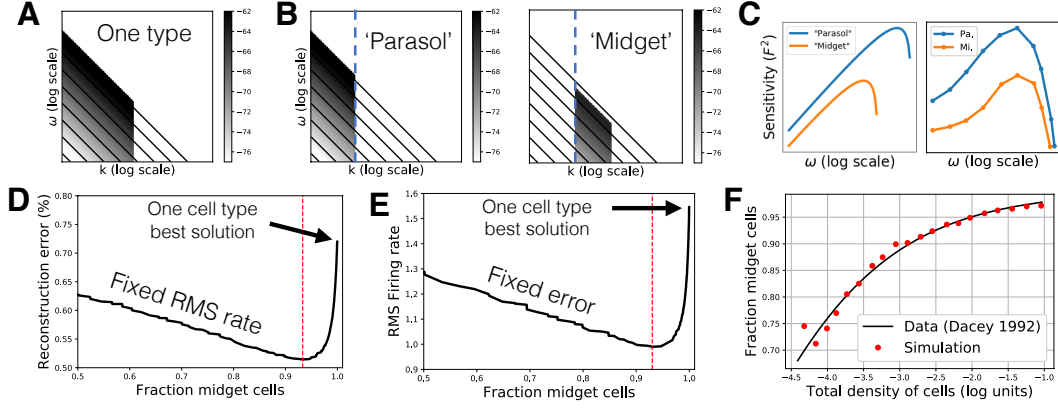 A
One type
ω (log scale)
k (log scale)
−62
−64
−66
−68
−70
−72
−74
−76
B
'Parasol'
ω (log scale)
k (log scale)
−62
−64
−66
−68
−70
−72
−74
−76
'Midget'
k (log scale)
−62
−64
−66
−68
−70
−72
−74
−76
C
Sensitivity (F²)
"Parasol"
"Midget"
ω (log scale)
Pa.
Mi.
ω (log scale)
D
Reconstruction error (%)
0.80
0.75
0.70
0.65
0.60
0.55
0.50
One cell type
best solution
Fixed RMS rate
0.5 0.6 0.7 0.8 0.9 1.0
Fraction midget cells
E
RMS Firing rate
1.6
1.5
1.4
1.3
1.2
1.1
1.0
0.9
One cell type
best solution
Fixed error
0.5 0.6 0.7 0.8 0.9 1.0
Fraction midget cells
F
Fraction midget cells
0.95
0.90
0.85
0.80
0.75
0.70
Data (Dacey 1992)
Simulation
−4.5 −4.0 −3.5 −3.0 −2.5 −2.0 −1.5 −1.0
Total density of cells (log units)